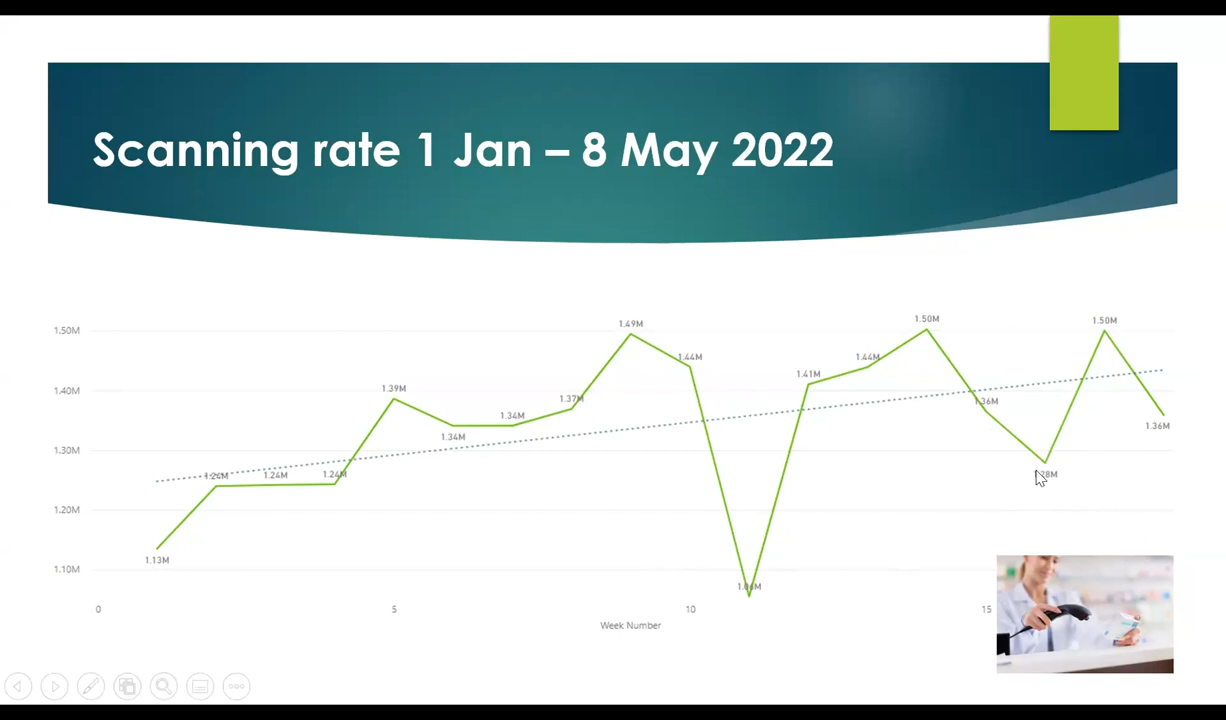 Scanning rate 1 Jan – 8 May 2022
1.50M
1.40M
1.30M
1.20M
1.10M
1.13M
1.24M
1.24M
1.24M
1.39M
1.34M
1.34M
1.37M
1.49M
1.44M
1.06M
1.41M
1.44M
1.50M
1.36M
1.50M
1.36M
0
5
10
15
Week Number